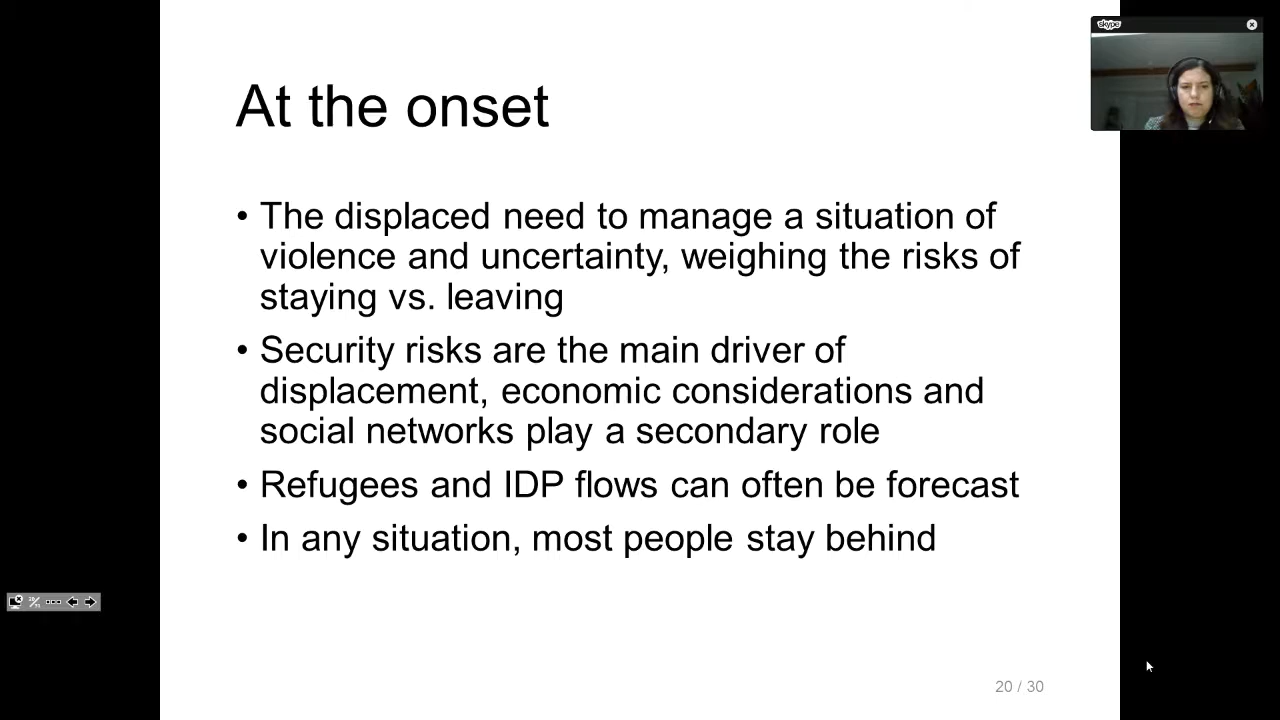 skype
At the onset
• The displaced need to manage a situation of
violence and uncertainty, weighing the risks of
staying vs. leaving
• Security risks are the main driver of
displacement, economic considerations and
social networks play a secondary role
• Refugees and IDP flows can often be forecast
• In any situation, most people stay behind
20 / 30